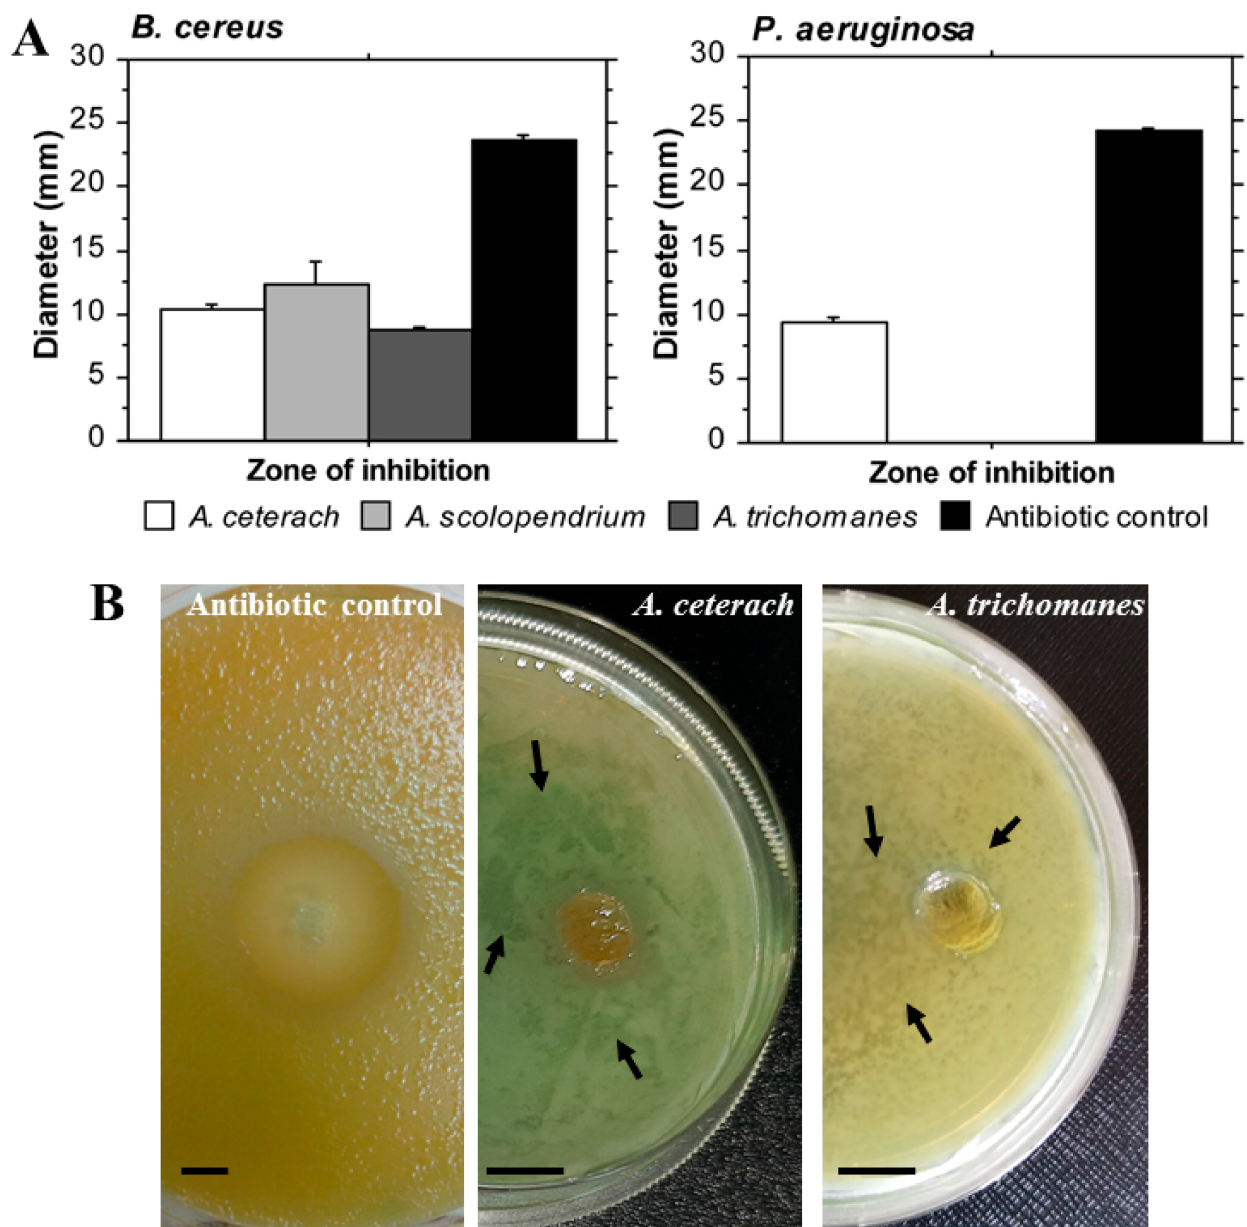 A
B. cereus
30
25
20
15
10
5
0
Diameter (mm)
Zone of inhibition
P. aeruginosa
30
25
20
15
10
5
0
Diameter (mm)
Zone of inhibition
A. ceterach A. scolopendrium A. trichomanes Antibiotic control
B
Antibiotic control
A. ceterach
A. trichomanes